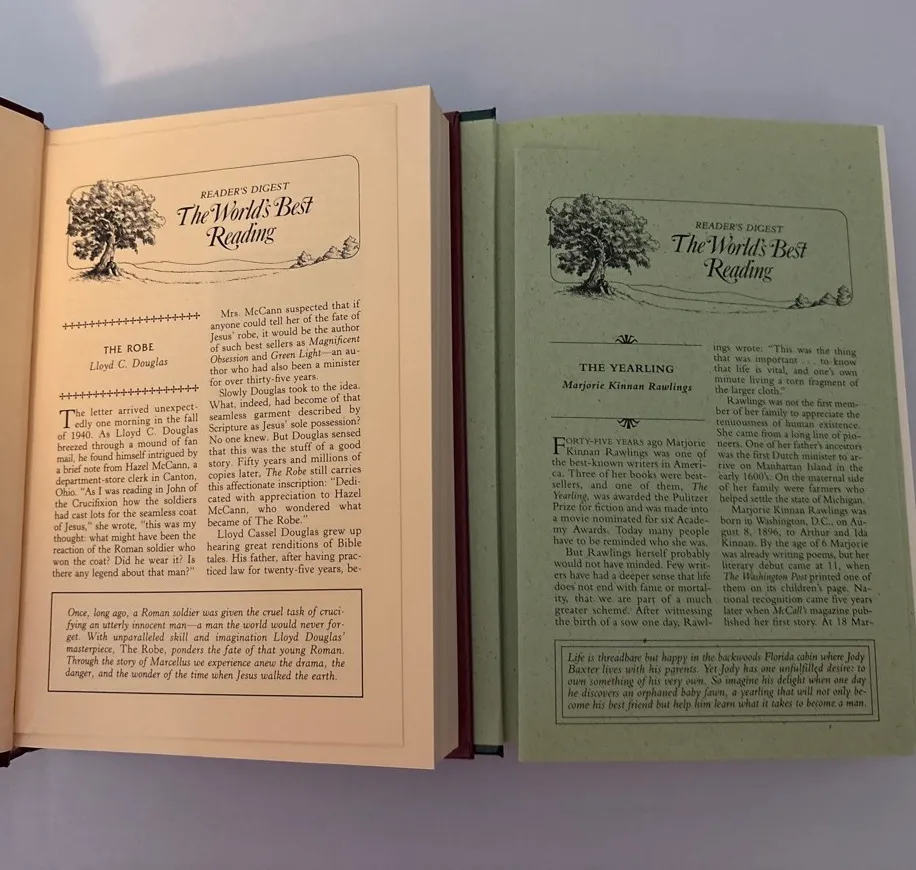 READER'S DIGEST
The World's Best
Reading
THE ROBE
Lloyd C. Douglas
The letter arrived unexpect-
edly one morning in the fall
of 1940. As Lloyd C. Douglas
breezed through a mound of fan
mail, he found himself intrigued by
a brief note from Hazel McCann, a
department-store clerk in Canton,
Ohio. "As I was reading in John of
the Crucifixion how the soldiers
had cast lots for the seamless coat
of Jesus," she wrote, "this was my
thought: what might have been the
reaction of the Roman soldier who
won the coat? Did he wear it? Is
there any legend about that man?"
Mrs. McCann suspected that if
anyone could tell her of the fate of
Jesus' robe, it would be the author
of such best sellers as Magnificent
Obsession and Green Light—an au-
thor who had also been a minister
for over thirty-five years.
Slowly Douglas took to the idea.
What, indeed, had become of that
seamless garment described by
Scripture as Jesus' sole possession?
No one knew. But Douglas sensed
that this was the stuff of a good
story. Fifty years and millions of
copies later, The Robe still carries
this affectionate inscription: "Dedi-
cated with appreciation to Hazel
McCann, who wondered what
became of The Robe."
Lloyd Cassel Douglas grew up
hearing great renditions of Bible
tales. His father, after having prac-
ticed law for twenty-five years, be-
Once, long ago, a Roman soldier was given the cruel task of cruci-
fying an utterly innocent man—a man the world would never for-
get. With unparalleled skill and imagination Lloyd Douglas'
masterpiece, The Robe, ponders the fate of that young Roman.
Through the story of Marcellus we experience anew the drama, the
danger, and the wonder of the time when Jesus walked the earth.
READER'S DIGEST
The World's Best
Reading
THE YEARLING
Marjorie Kinnan Rawlings
FORTY-FIVE YEARS ago Marjorie
Kinnan Rawlings was one of
the best-known writers in Ameri-
ca. Three of her books were best-
sellers, and one of them, The
Yearling, was awarded the Pulitzer
Prize for fiction and was made into
a movie nominated for six Acade-
my Awards. Today many people
have to be reminded who she was.
But Rawlings herself probably
would not have minded. Few writ-
ers have had a deeper sense that life
does not end with fame or mortal-
ity, that we are part of a much
greater scheme. After witnessing
the birth of a sow one day, Rawl-
ings wrote: "This was the thing
that was important . . . to know
that life is vital, and one's own
minute living a torn fragment of
the larger cloth."
Rawlings was not the first mem-
ber of her family to appreciate the
tenuousness of human existence.
She came from a long line of pio-
neers. One of her father's ancestors
was the first Dutch minister to ar-
rive on Manhattan Island in the
early 1600's. On the maternal side
of her family were farmers who
helped settle the state of Michigan.
Marjorie Kinnan Rawlings was
born in Washington, D.C., on Au-
gust 8, 1896, to Arthur and Ida
Kinnan. By the age of 6 Marjorie
was already writing poems, but her
literary debut came at 11, when
The Washington Post printed one of
them on its children's page. Na-
tional recognition came five years
later when McCall's magazine pub-
lished her first story. At 18 Mar-
Life is threadbare but happy in the backwoods Florida cabin where Jody
Baxter lives with his parents. Yet Jody has one unfulfilled desire: to
own something of his very own. So imagine his delight when one day
he discovers an orphaned baby fawn, a yearling that will not only be-
come his best friend but help him learn what it takes to become a man.